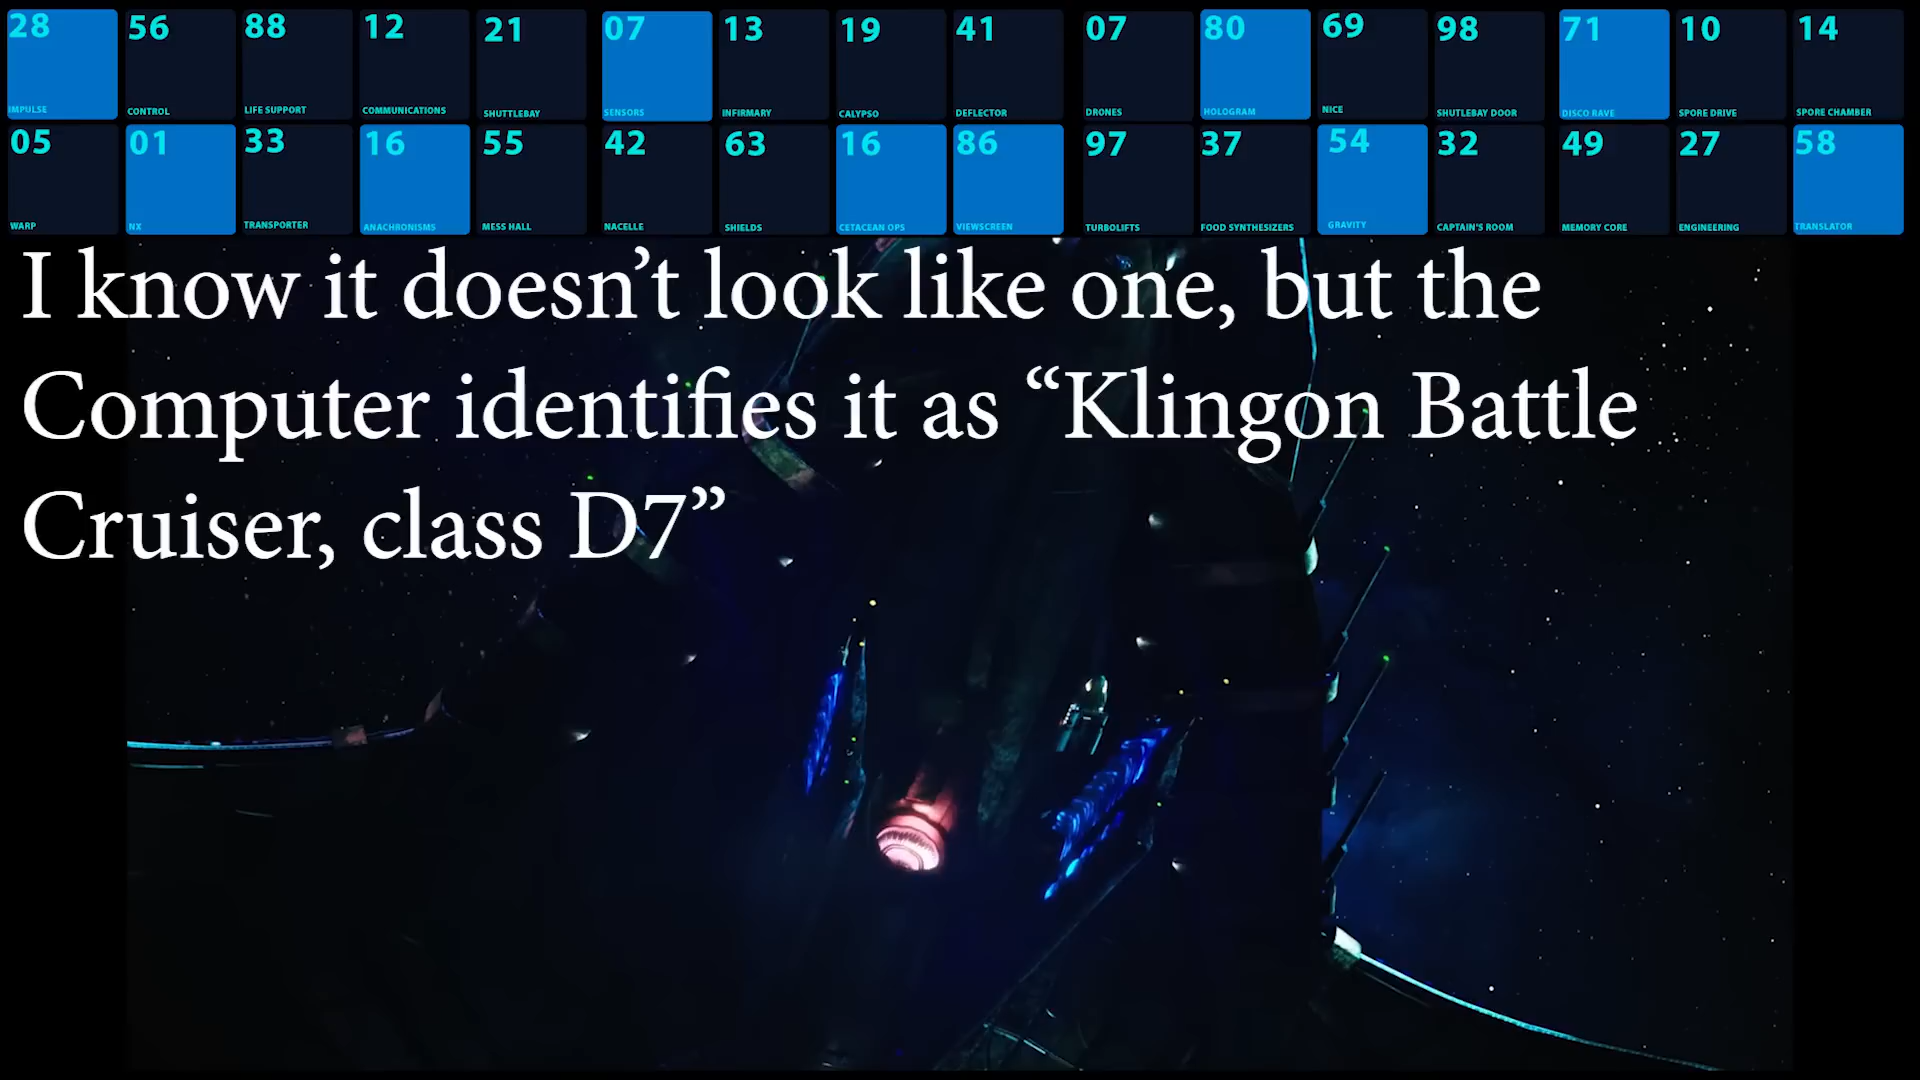 28 56 88 12 21 07 13 19 41 07 80 69 98 71 10 14
IMPULSE CONTROL LIFE SUPPORT COMMUNICATIONS SHUTTLEBAY SENSORS INFIRMARY CALYPSO DEFLECTOR DRONES HOLOGRAM NICE SHUTLEBAY DOOR DISCO RAVE SPORE DRIVE SPORE CHAMBER
05 01 33 16 55 42 63 16 86 97 37 54 32 49 27 58
WARP NX TRANSPORTER ANACHRONISMS MESS HALL NACELLE SHIELDS CETACEAN OPS VIEWSCREEN TURBOLIFTS FOOD SYNTHESIZERS GRAVITY CAPTAIN'S ROOM MEMORY CORE ENGINEERING TRANSLATOR
I know it doesn’t look like one, but the
Computer identifies it as “Klingon Battle
Cruiser, class D7”